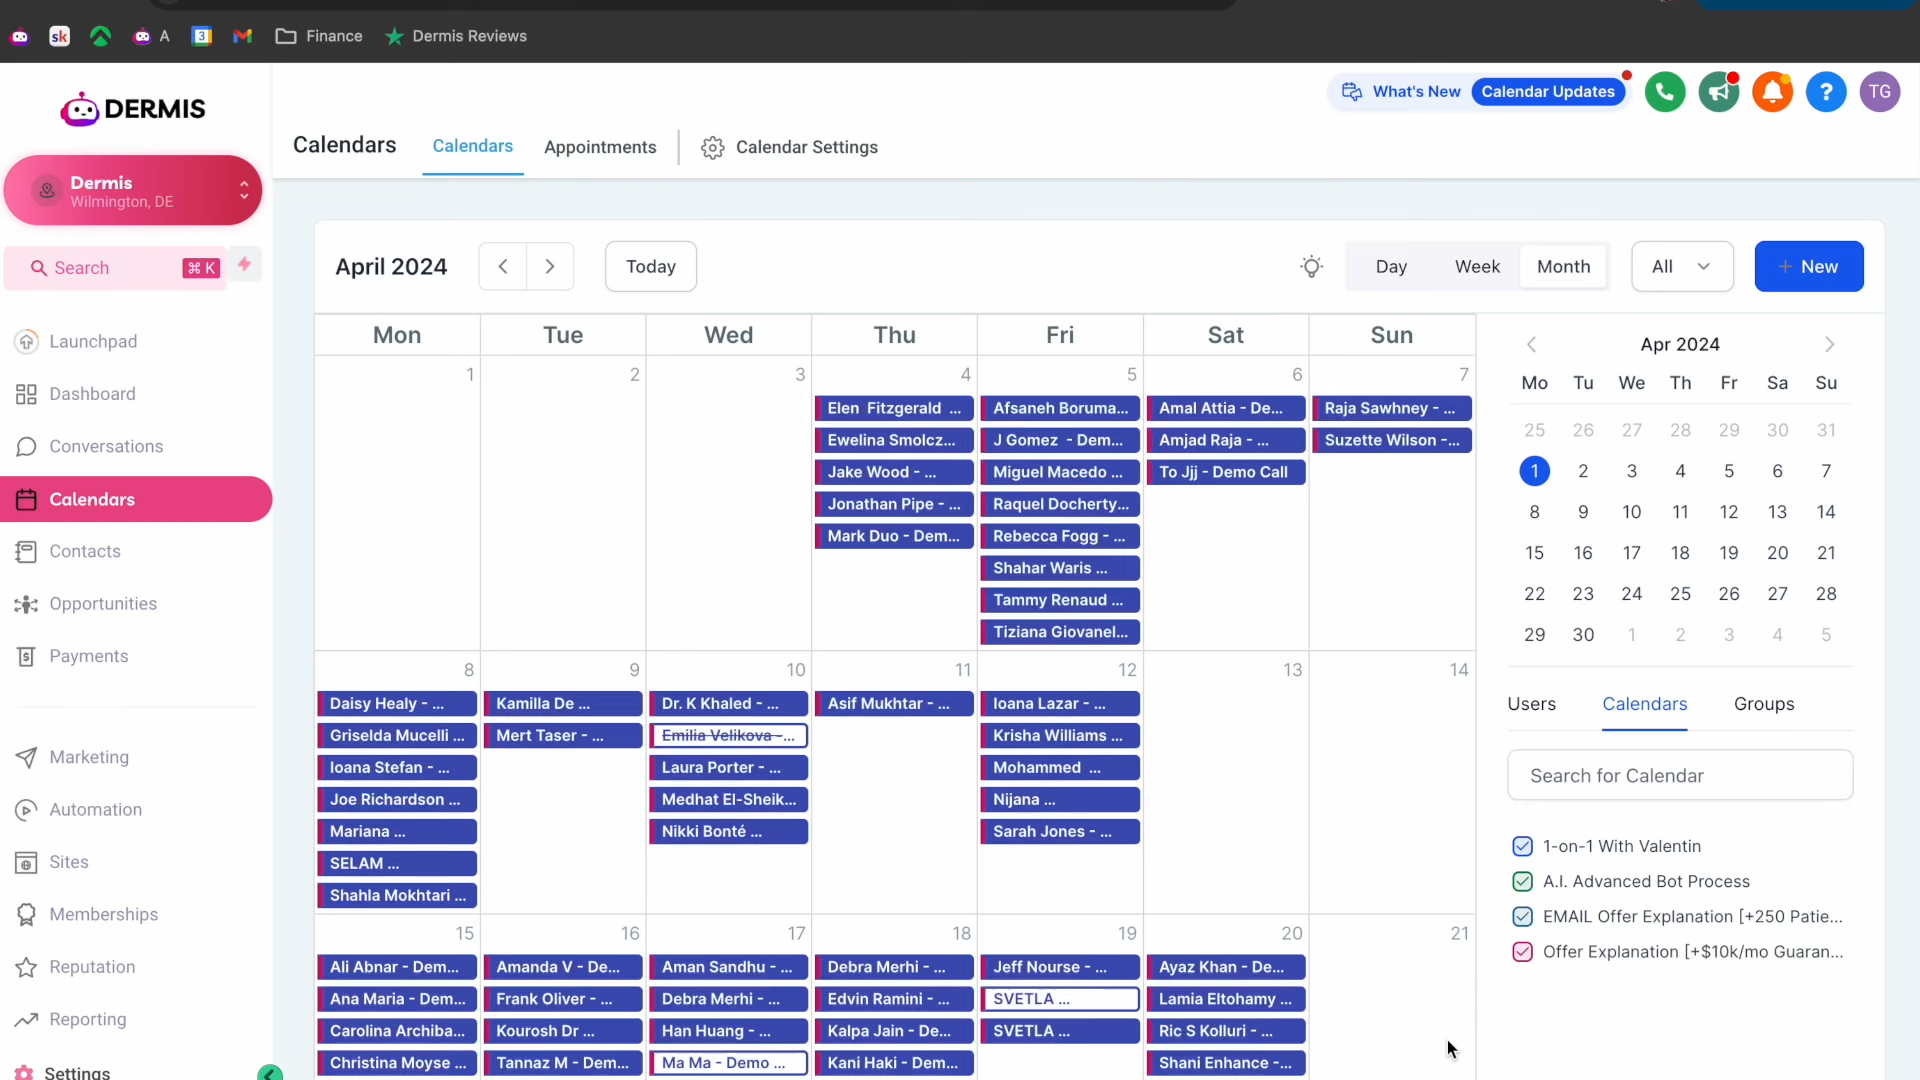 sk
A
3
Finance
Dermis Reviews
DERMIS
What's New
Calendar Updates
?
TG
Calendars
Calendars
Appointments
Calendar Settings
Dermis
Wilmington, DE
Search
⌘ K
Launchpad
Dashboard
Conversations
Calendars
Contacts
Opportunities
Payments
Marketing
Automation
Sites
Memberships
Reputation
Reporting
Settings
April 2024
Today
Day
Week
Month
All
+ New
Mon Tue Wed Thu Fri Sat Sun
1 2 3 4 5 6 7
Elen Fitzgerald ...
Ewelina Smolcz...
Jake Wood - ...
Jonathan Pipe - ...
Mark Duo - Dem...
Afsaneh Boruma...
J Gomez - Dem...
Miguel Macedo ...
Raquel Docherty...
Rebecca Fogg - ...
Shahar Waris ...
Tammy Renaud ...
Tiziana Giovanel...
Amal Attia - De...
Amjad Raja - ...
To Jjj - Demo Call
Raja Sawhney - ...
Suzette Wilson -...
8 9 10 11 12 13 14
Daisy Healy - ...
Griselda Mucelli ...
Ioana Stefan - ...
Joe Richardson ...
Mariana ...
SELAM ...
Shahla Mokhtari ...
Kamilla De ...
Mert Taser - ...
Dr. K Khaled - ...
Emilia Velikova -...
Laura Porter - ...
Medhat El-Sheik...
Nikki Bonté ...
Asif Mukhtar - ...
Ioana Lazar - ...
Krisha Williams ...
Mohammed ...
Nijana ...
Sarah Jones - ...
15 16 17 18 19 20 21
Ali Abnar - Dem...
Ana Maria - Dem...
Carolina Archiba...
Christina Moyse ...
Amanda V - De...
Frank Oliver - ...
Kourosh Dr ...
Tannaz M - Dem...
Aman Sandhu - ...
Debra Merhi - ...
Han Huang - ...
Ma Ma - Demo ...
Debra Merhi - ...
Edvin Ramini - ...
Kalpa Jain - De...
Kani Haki - Dem...
Jeff Nourse - ...
SVETLA ...
SVETLA ...
Ayaz Khan - De...
Lamia Eltohamy ...
Ric S Kolluri - ...
Shani Enhance -...
Apr 2024
Mo Tu We Th Fr Sa Su
25 26 27 28 29 30 31
1 2 3 4 5 6 7
8 9 10 11 12 13 14
15 16 17 18 19 20 21
22 23 24 25 26 27 28
29 30 1 2 3 4 5
Users
Calendars
Groups
Search for Calendar
1-on-1 With Valentin
A.I. Advanced Bot Process
EMAIL Offer Explanation [+250 Patie...
Offer Explanation [+$10k/mo Guaran...